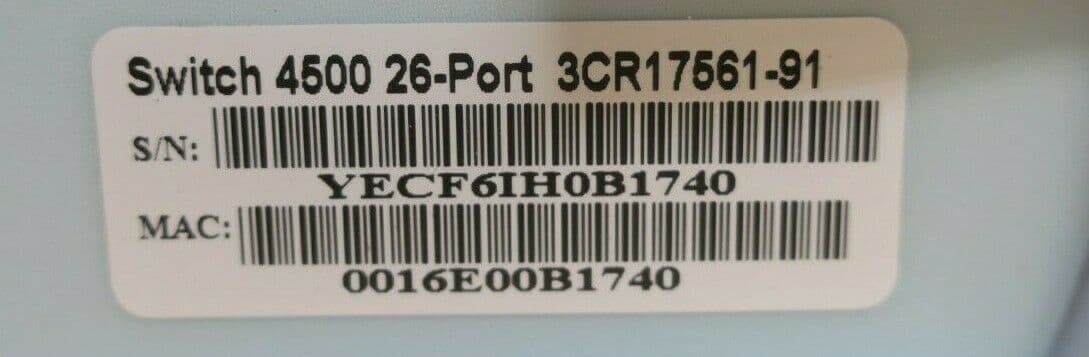 Switch 4500 26-Port 3CR17561-91
S/N:
YECF6IH0B1740
MAC:
0016E00B1740